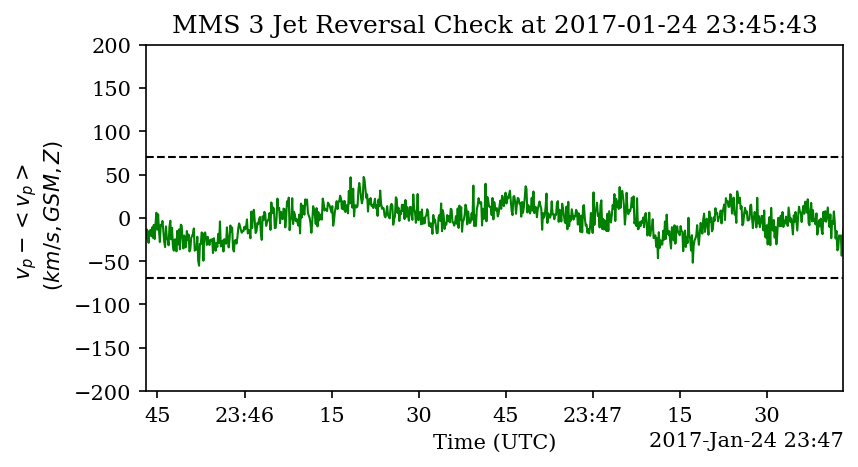 MMS 3 Jet Reversal Check at 2017-01-24 23:45:43
200
150
100
50
0
−50
−100
−150
−200
v_p − < v_p >
(km/s, GSM, Z)
45 23:46 15 30 45 23:47 15 30
Time (UTC)
2017-Jan-24 23:47